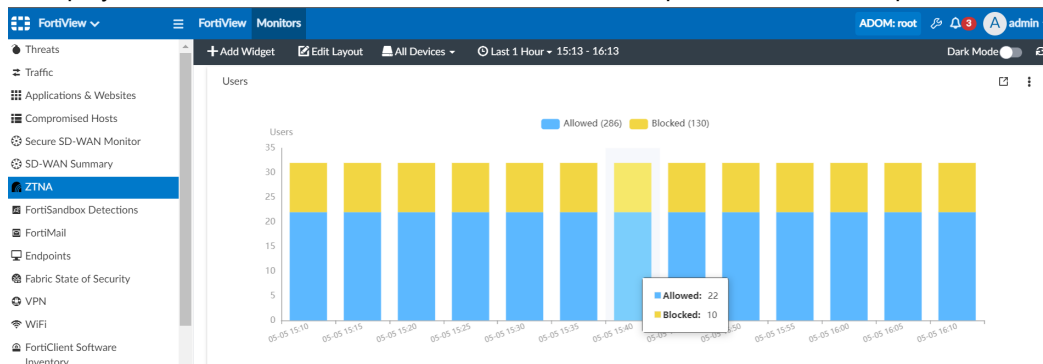 FortiView
FortiView Monitors
ADOM: root
3
A admin
Threats
Traffic
Applications & Websites
Compromised Hosts
Secure SD-WAN Monitor
SD-WAN Summary
ZTNA
FortiSandbox Detections
FortiMail
Endpoints
Fabric State of Security
VPN
WiFi
FortiClient Software
Inventory
+ Add Widget Edit Layout All Devices Last 1 Hour 15:13 - 16:13 Dark Mode
Users
Allowed (286) Blocked (130)
Users
35
30
25
20
15
10
5
0
Allowed: 22
Blocked: 10
05-05 15:10 05-05 15:15 05-05 15:20 05-05 15:25 05-05 15:30 05-05 15:35 05-05 15:40 05-05 50 05-05 15:55 05-05 16:00 05-05 16:05 05-05 16:10